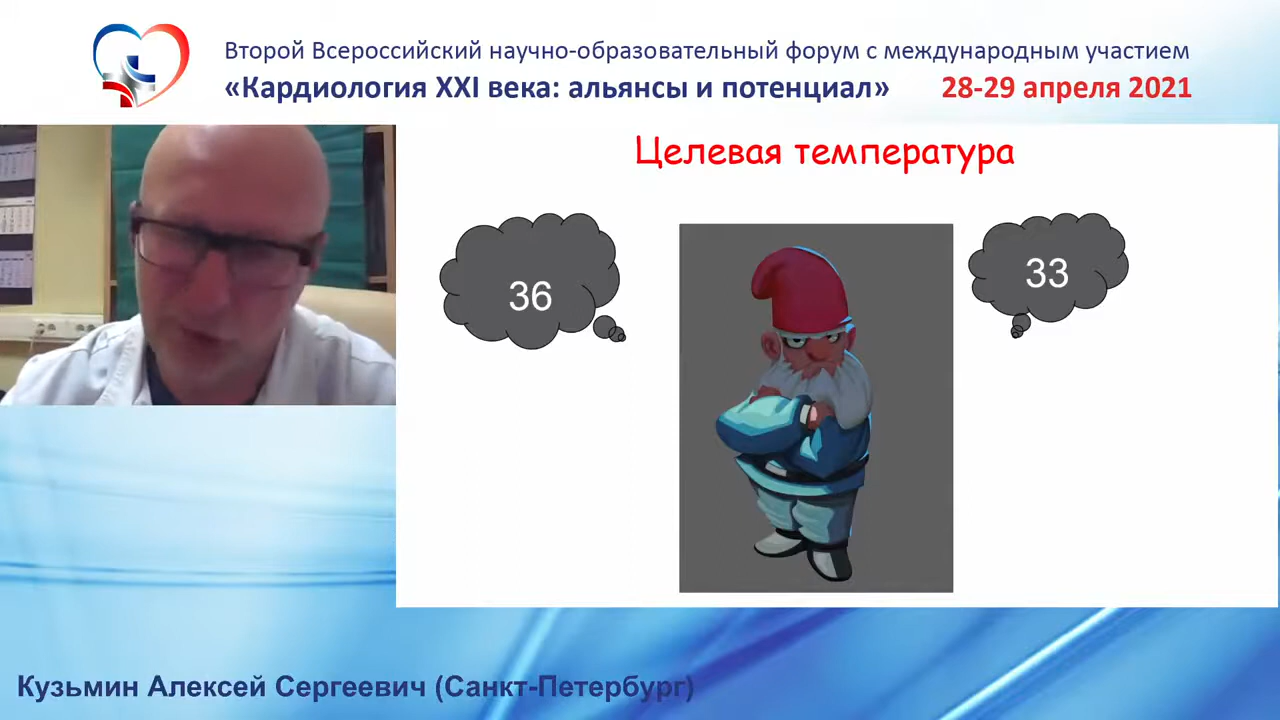 Второй Всероссийский научно-образовательный форум с международным участием
«Кардиология XXI века: альянсы и потенциал» 28-29 апреля 2021
Целевая температура
36
33
Кузьмин Алексей Сергеевич (Санкт-Петербург)